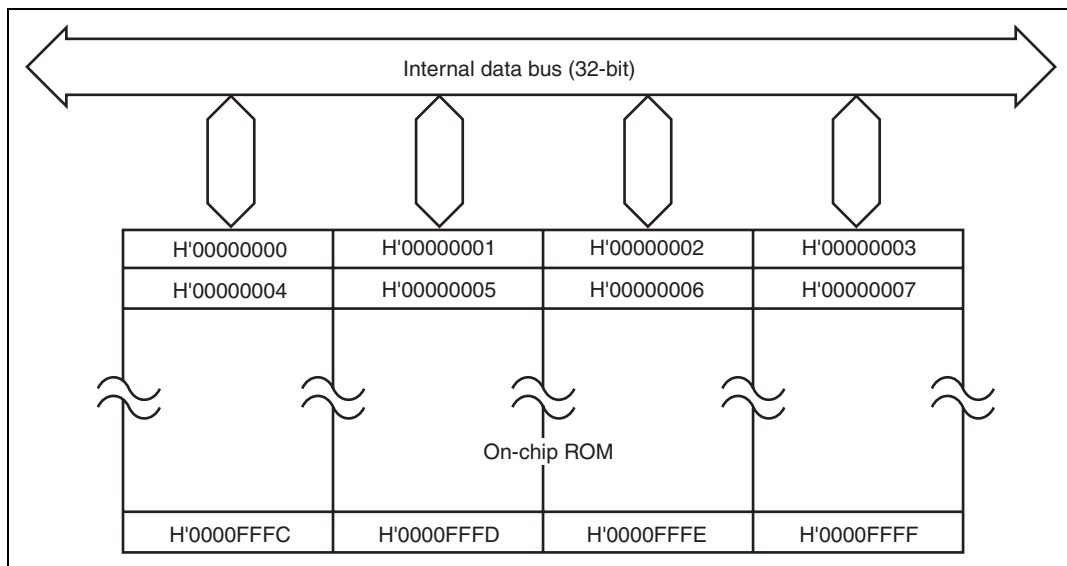 Internal data bus (32-bit)
H'00000000 H'00000001 H'00000002 H'00000003
H'00000004 H'00000005 H'00000006 H'00000007
On-chip ROM
H'0000FFFC H'0000FFFD H'0000FFFE H'0000FFFF